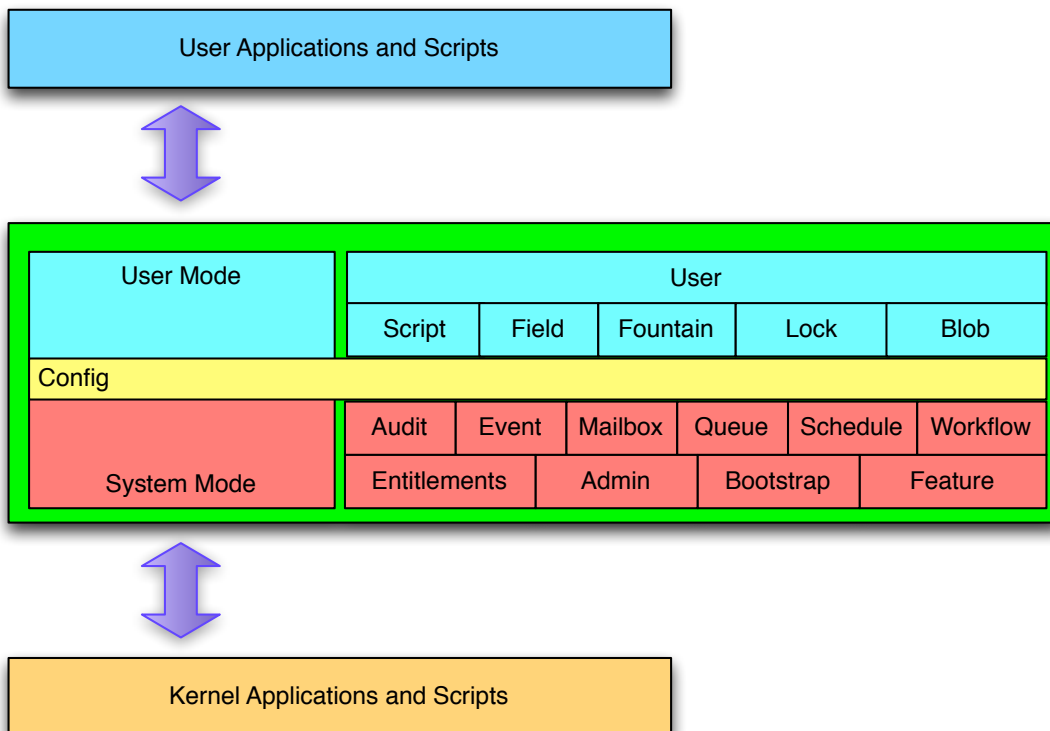 User Applications and Scripts
User Mode
User
Script Field Fountain Lock Blob
Config
Audit Event Mailbox Queue Schedule Workflow
System Mode
Entitlements Admin Bootstrap Feature
Kernel Applications and Scripts